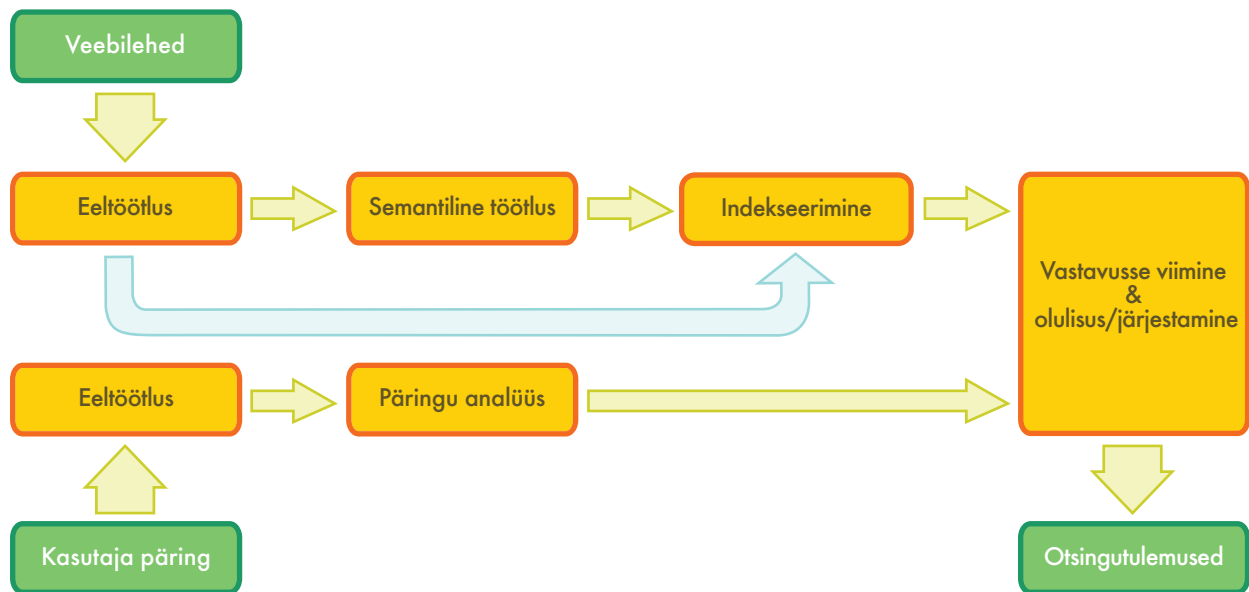 Veebilehed
Eeltöötlus
Semantiline töötlus
Indekseerimine
Vastavusse viimine
&
olulisus/järjestamine
Eeltöötlus
Päringu analüüs
Kasutaja päring
Otsingutulemused